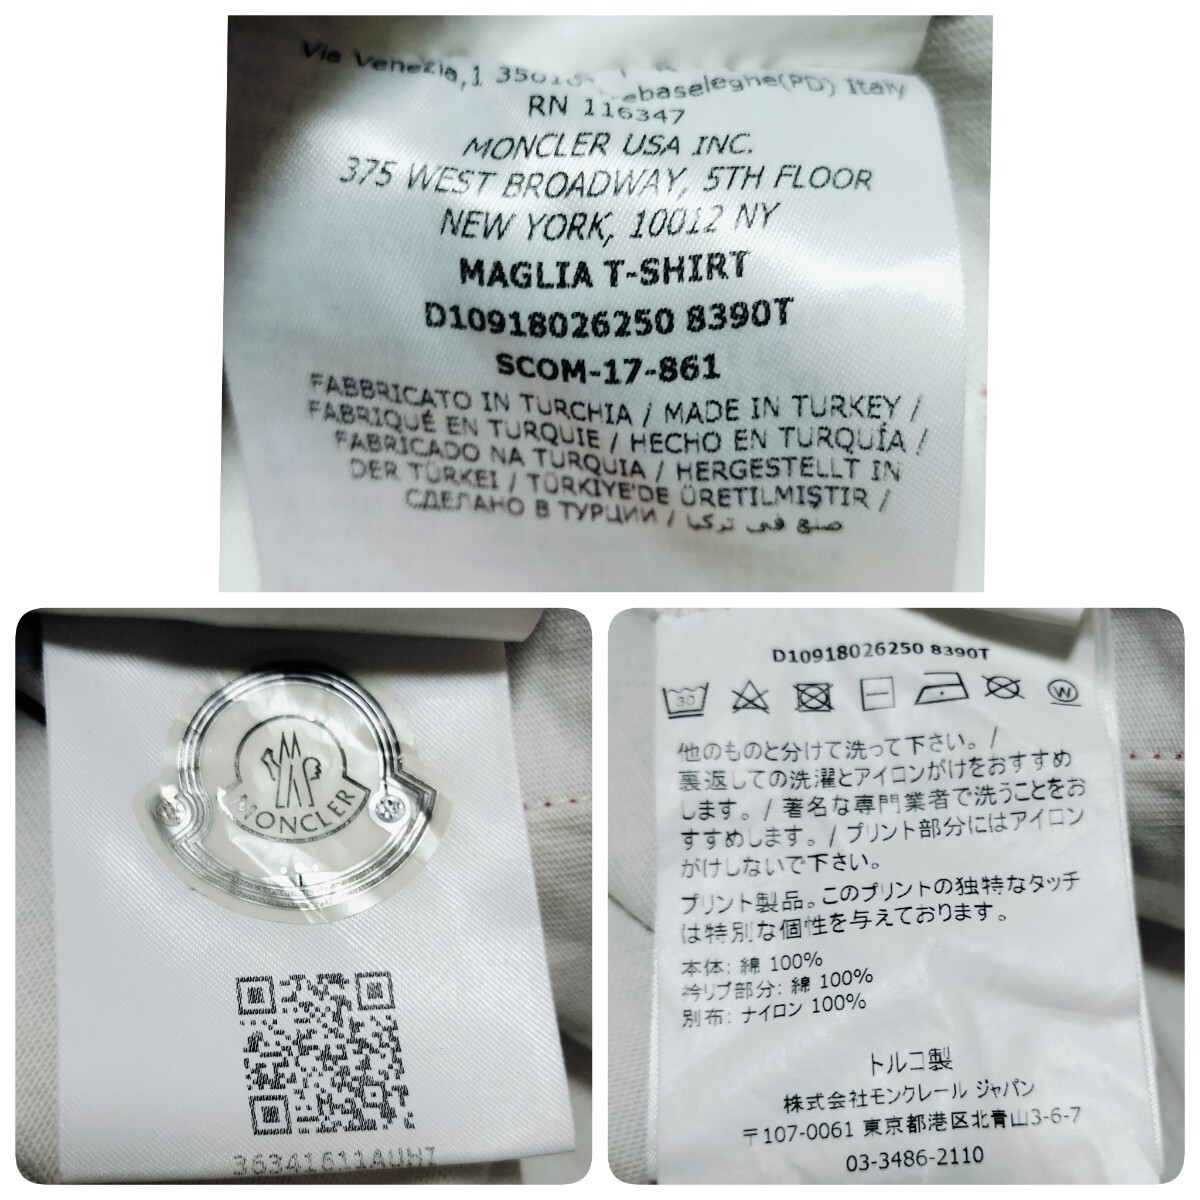 Via Venezia,1 Trebaseleghe(PD) Italy
RN 116347
MONCLER USA INC.
375 WEST BROADWAY, 5TH FLOOR
NEW YORK, 10012 NY
MAGLIA T-SHIRT
D10918026250 8390T
SCOM-17-861
FABBRICATO IN TURCHIA / MADE IN TURKEY /
FABRIQUÉ EN TURQUIE / HECHO EN TURQUÍA /
FABRICADO NA TURQUIA / HERGESTELLT IN
DER TÜRKEI / TÜRKIYE'DE ÜRETILMIŞTIR /
СДЕЛАНО В ТУРЦИИ / صنع في تركيا
M
MONCLER
36341611AUHI
D10918026250 8390T
30
W
他のものと分けて洗って下さい。 /
裏返しての洗濯とアイロンがけをおすすめ
します。 / 著名な専門業者で洗うことをお
すすめします。 / プリント部分にはアイロン
がけしないで下さい。
プリント製品。このプリントの独特なタッチ
は特別な個性を与えております。
本体: 綿 100%
衿リブ部分: 綿 100%
別布: ナイロン 100%
トルコ製
株式会社モンクレール ジャパン
〒107-0061 東京都港区北青山3-6-7
03-3486-2110